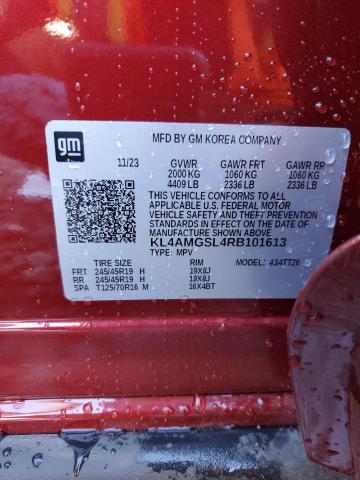 gm
MFD BY GM KOREA COMPANY
11/23 GVWR GAWR FRT GAWR RR
2000 KG 1060 KG 1060 KG
4409 LB 2336 LB 2336 LB
THIS VEHICLE CONFORMS TO ALL
APPLICABLE U.S. FEDERAL MOTOR
VEHICLE SAFETY, BUMPER, AND THEFT
PREVENTION STANDARDS IN EFFECT ON THE
DATE OF MANUFACTURE SHOWN ABOVE.
KL4AMGSL4RB101613
TYPE: MPV MODEL: 434TT26
TIRE SIZE RIM
FRT 245/45R19 H 19X8J
RR 245/45R19 H 19X8J
SPA T125/70R16 M 16X4BT